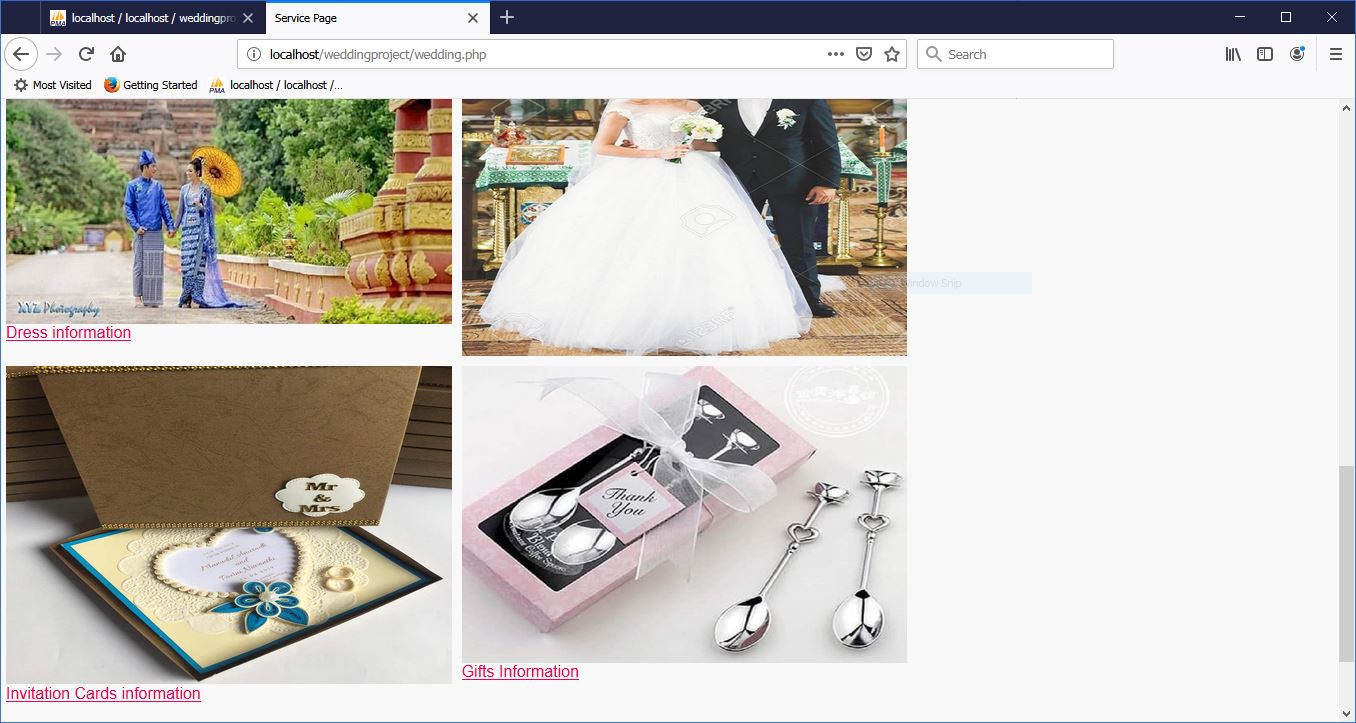 localhost / localhost / weddingpro
Service Page
localhost/weddingproject/wedding.php
Search
Most Visited
Getting Started
localhost / localhost /...
XYZ Photography
Window Snip
Dress information
Mr
&
Mrs
and
Thank
You
Invitation Cards information
Gifts Information